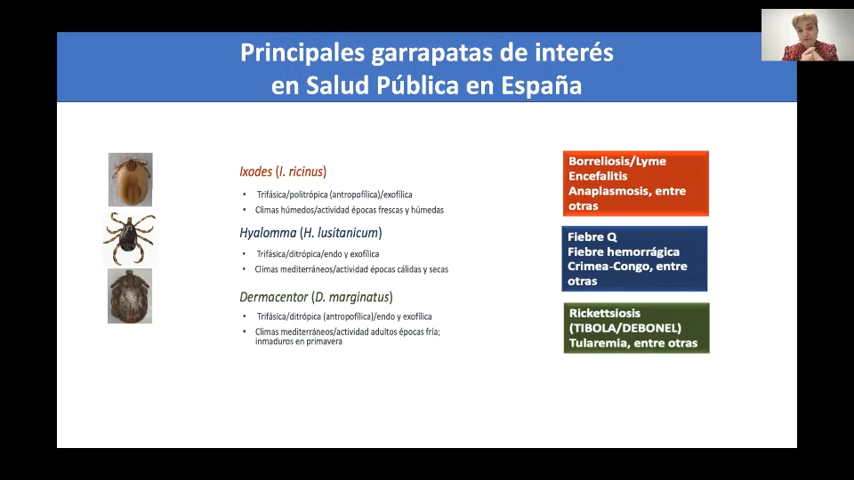 Principales garrapatas de interés
en Salud Pública en España
Ixodes (I. ricinus)
• Trifásica/politrópica (antropofílica)/exofílica
• Climas húmedos/actividad épocas frescas y húmedas
Hyalomma (H. lusitanicum)
• Trifásica/ditrópica/endo y exofílica
• Climas mediterráneos/actividad épocas cálidas y secas
Dermacentor (D. marginatus)
• Trifásica/ditrópica (antropofílica)/endo y exofílica
• Climas mediterráneos/actividad adultos épocas fría;
inmaduros en primavera
Borreliosis/Lyme
Encefalitis
Anaplasmosis, entre
otras
Fiebre Q
Fiebre hemorrágica
Crimea-Congo, entre
otras
Rickettsiosis
(TIBOLA/DEBONEL)
Tularemia, entre otras